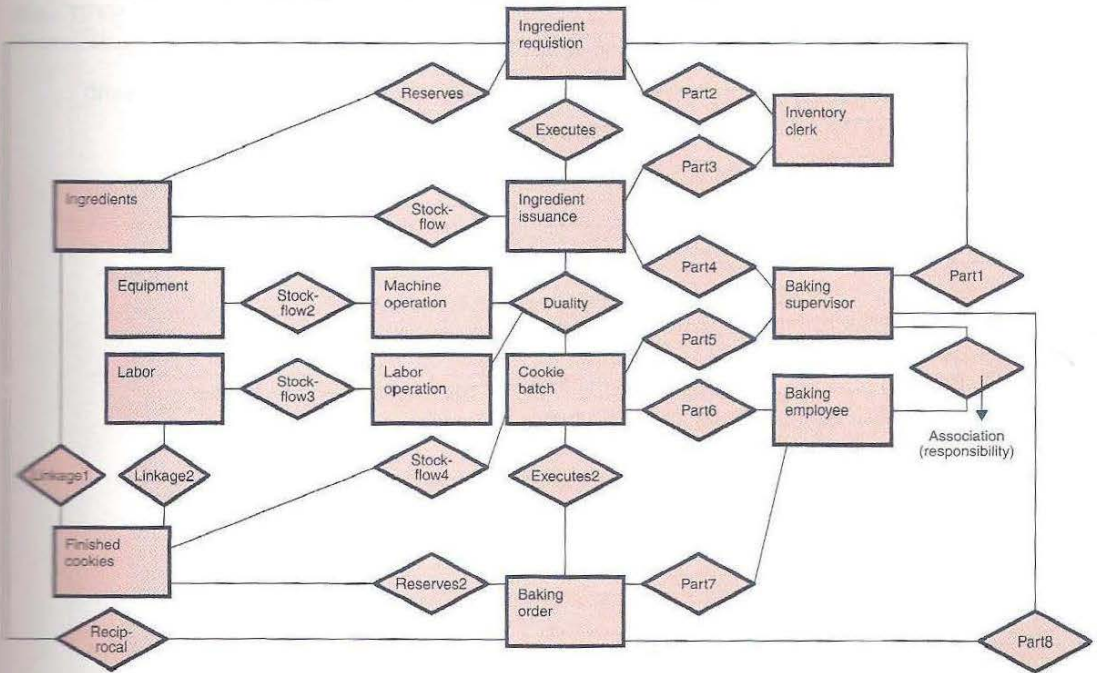 Ingredient
requistion
Reserves
Part2
Inventory
clerk
Executes
Part3
Ingredients
Stock-
flow
Ingredient
issuance
Part4
Part1
Equipment
Stock-
flow2
Machine
operation
Duality
Baking
supervisor
Part5
Labor
Stock-
flow3
Labor
operation
Cookie
batch
Part6
Baking
employee
Association
(responsibility)
Linkage1
Linkage2
Stock-
flow4
Executes2
Finished
cookies
Reserves2
Baking
order
Part7
Recip-
rocal
Part8